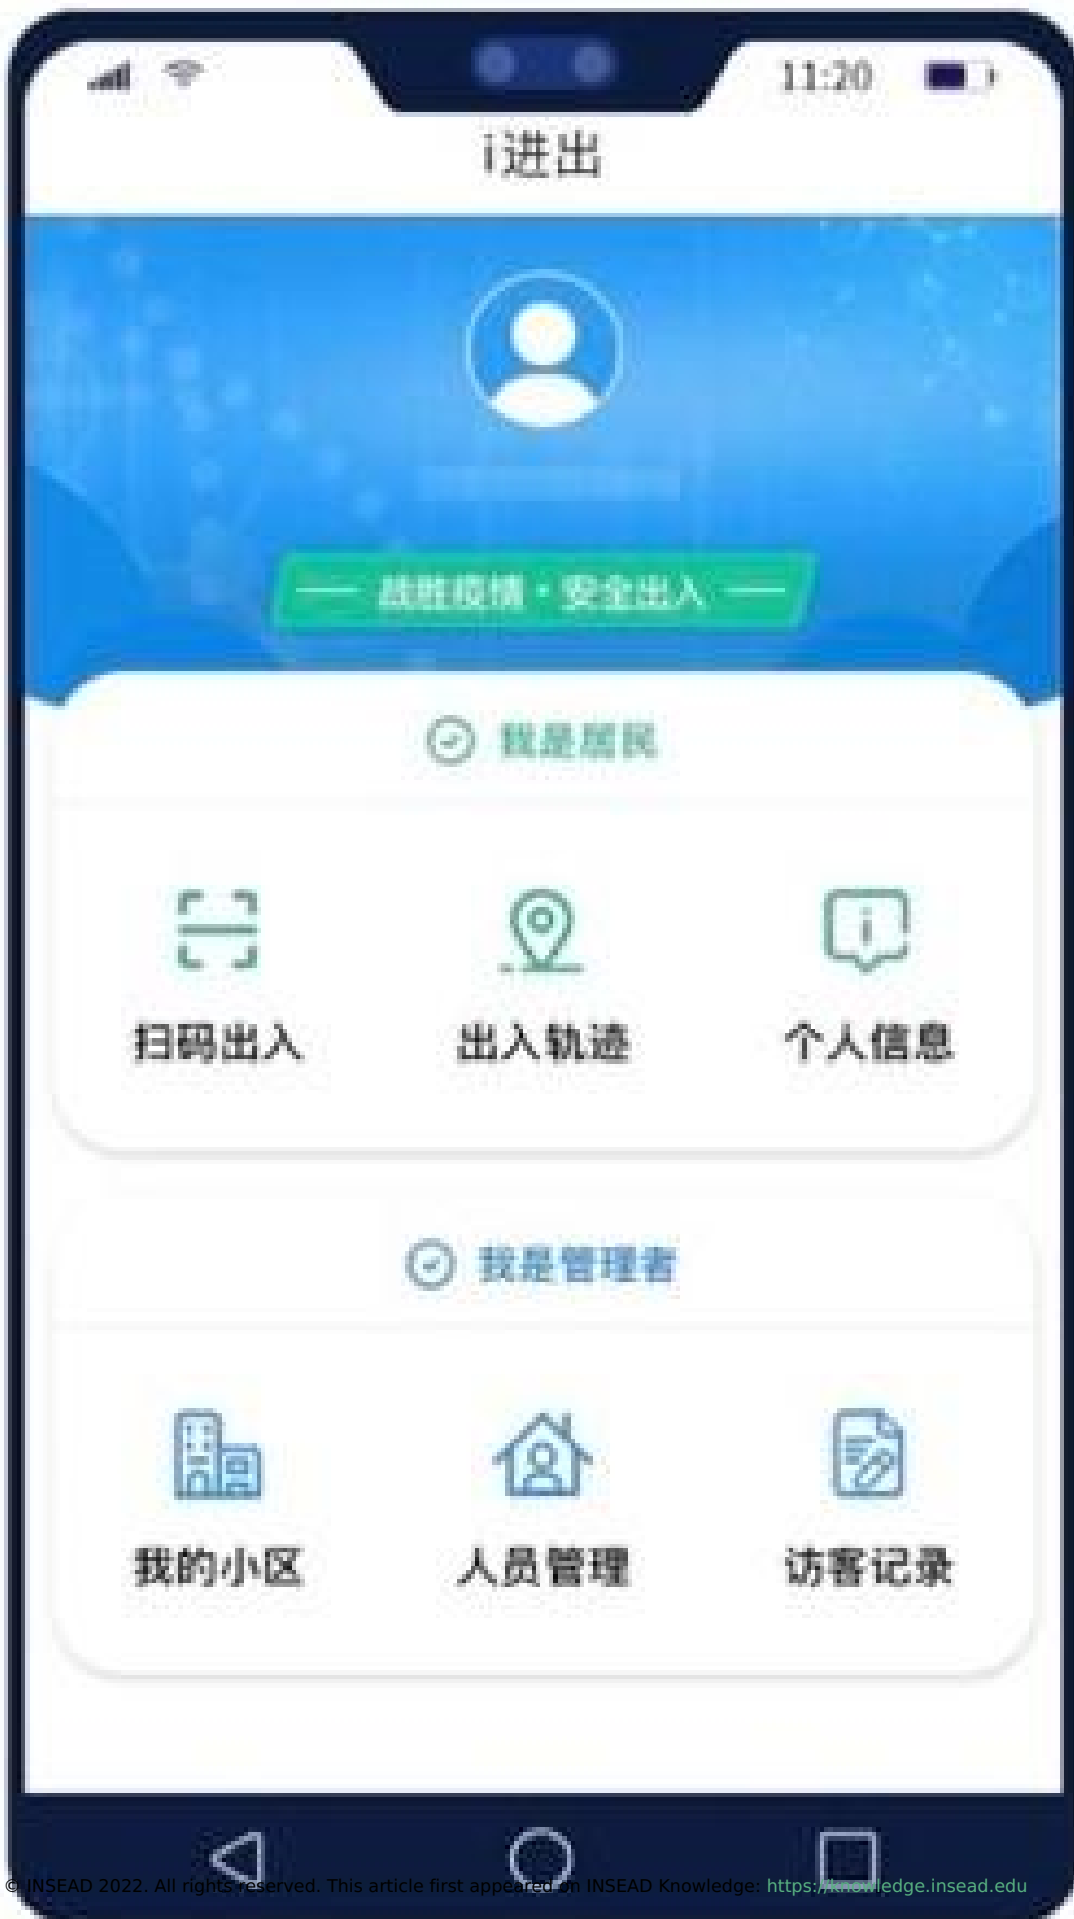 11:20
i进出
战胜疫情·安全出入
我是居民
扫码出入 出入轨迹 个人信息
我是管理者
我的小区 人员管理 访客记录
© INSEAD 2022. All rights reserved. This article first appeared on INSEAD Knowledge: https://knowledge.insead.edu